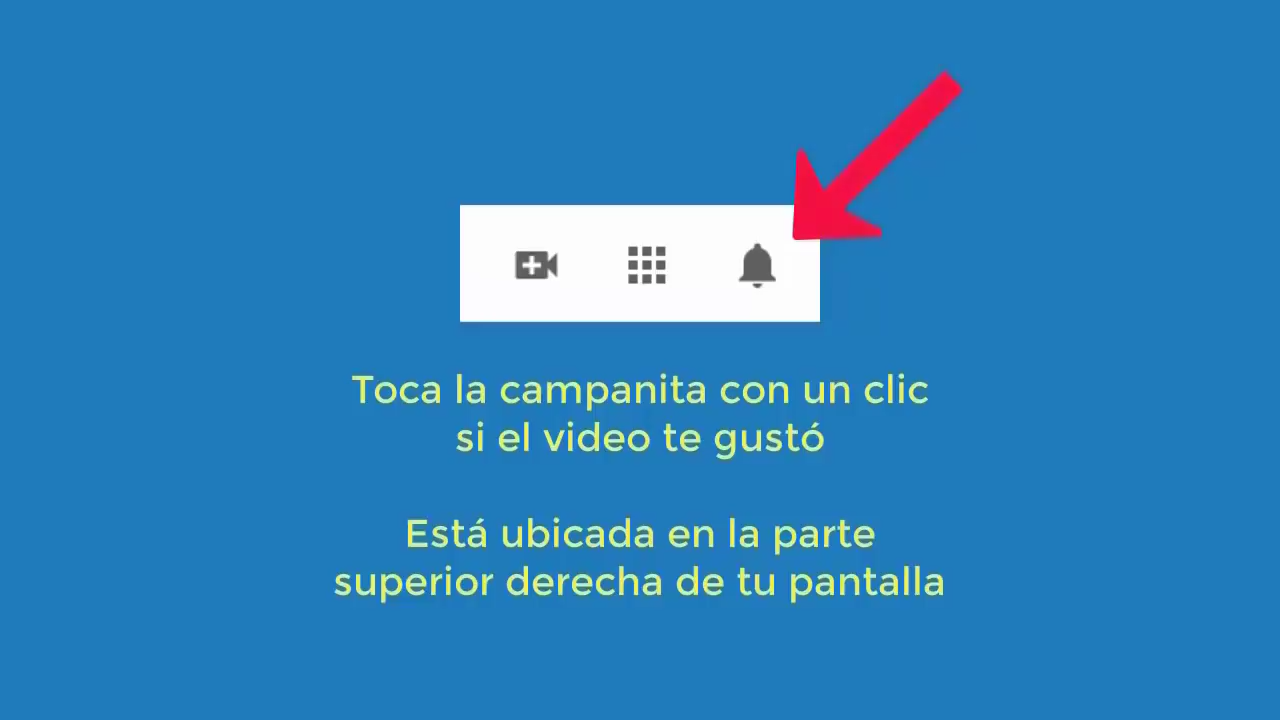 Toca la campanita con un clic
si el video te gustó
Está ubicada en la parte
superior derecha de tu pantalla